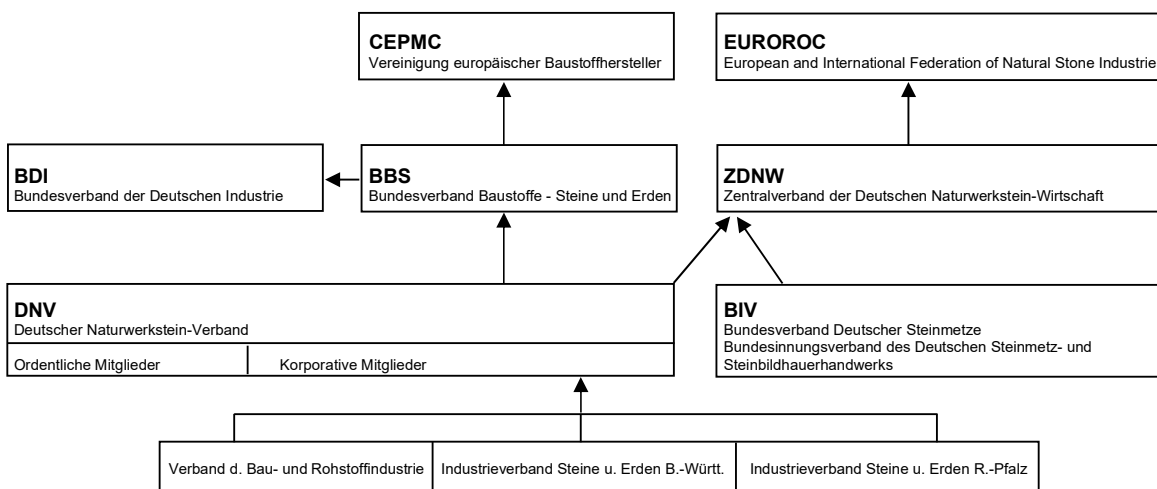 CEPMC
Vereinigung europäischer Baustoffhersteller
EUROROC
European and International Federation of Natural Stone Industrie
BDI
Bundesverband der Deutschen Industrie
BBS
Bundesverband Baustoffe - Steine und Erden
ZDNW
Zentralverband der Deutschen Naturwerkstein-Wirtschaft
DNV
Deutscher Naturwerkstein-Verband
Ordentliche Mitglieder
Korporative Mitglieder
BIV
Bundesverband Deutscher Steinmetze
Bundesinnungsverband des Deutschen Steinmetz- und
Steinbildhauerhandwerks
Verband d. Bau- und Rohstoffindustrie
Industrieverband Steine u. Erden B.-Württ.
Industrieverband Steine u. Erden R.-Pfalz